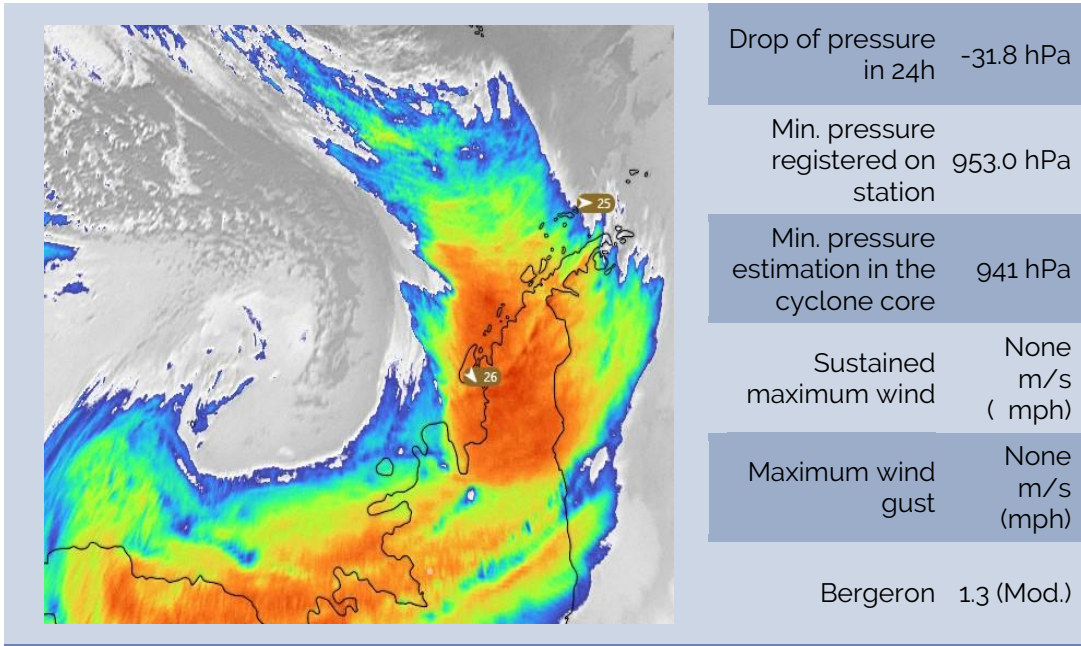 25
26
Drop of pressure
in 24h
-31.8 hPa
Min. pressure
registered on
station
953.0 hPa
Min. pressure
estimation in the
cyclone core
941 hPa
Sustained
maximum wind
None
m/s
( mph)
Maximum wind
gust
None
m/s
(mph)
Bergeron
1.3 (Mod.)